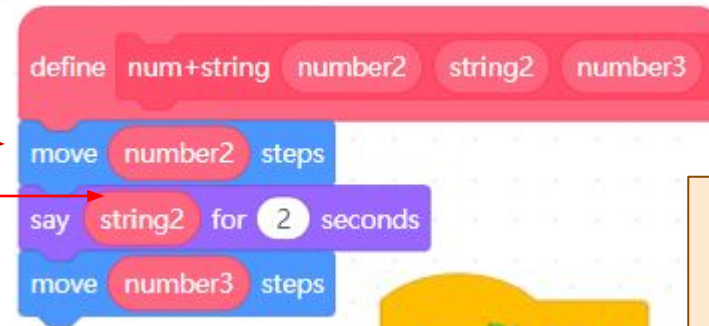 define num+string number2 string2 number3
move number2 steps
say string2 for 2 seconds
move number3 steps